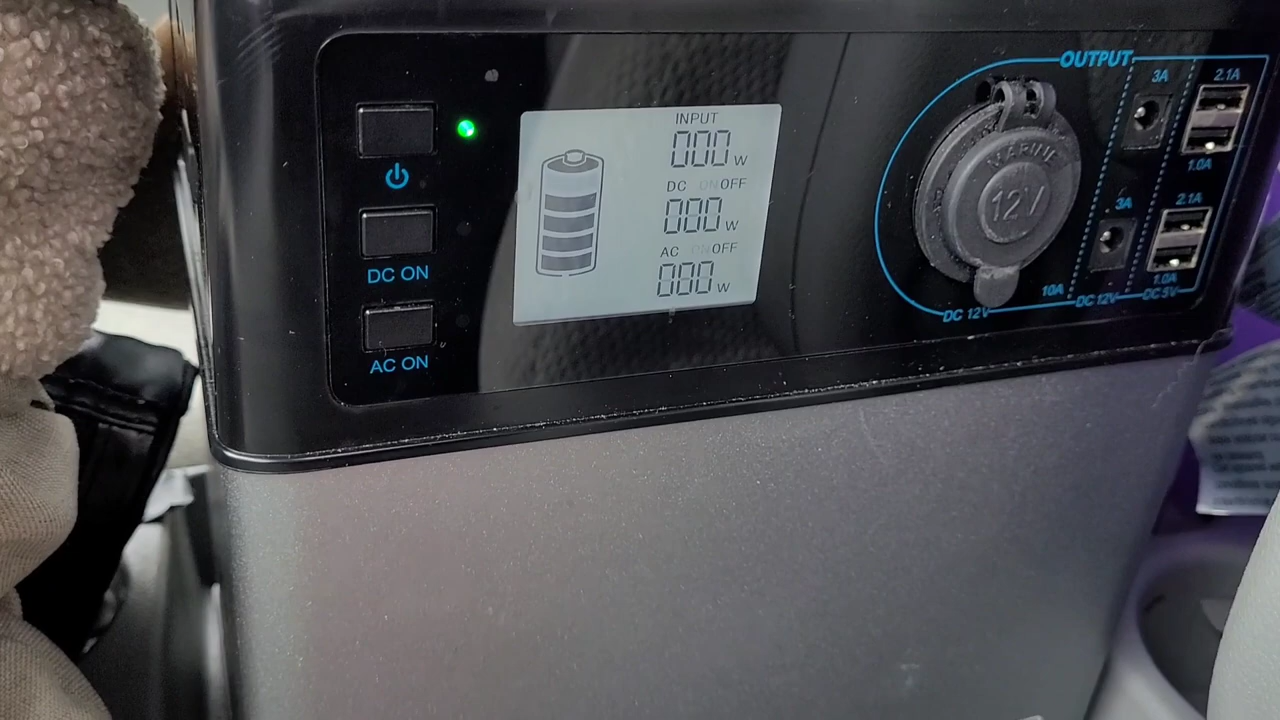 DC ON
AC ON
INPUT
000 W
DC ON OFF
000 W
AC ON OFF
000 W
OUTPUT
MARINE
12V
10A
DC 12V
3A
3A
DC 12V
2.1A
1.0A
2.1A
1.0A
DC 5V